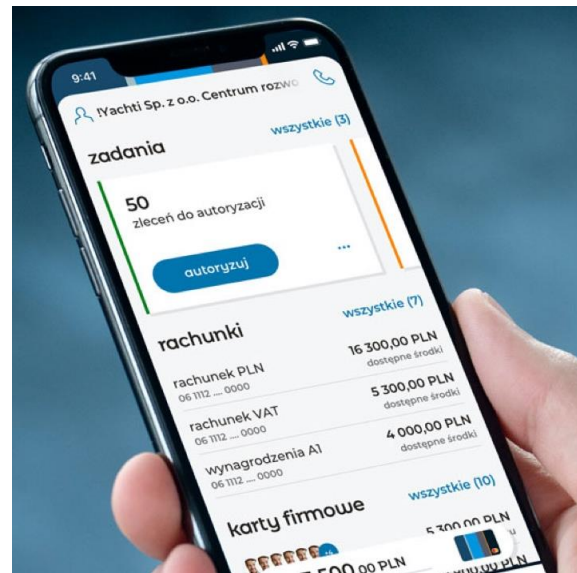 9:41
!Yachti Sp. z o.o. Centrum rozwo
zadania
wszystkie (3)
50
zleceń do autoryzacji
autoryzuj
...
rachunki
wszystkie (7)
rachunek PLN
16 300,00 PLN
06 1112 .... 0000
dostępne środki
rachunek VAT
5 300,00 PLN
06 1112 .... 0000
dostępne środki
wynagrodzenia A1
4 000,00 PLN
06 1112 .... 0000
dostępne środki
karty firmowe
wszystkie (10)
5 300,00 PLN
500,00 PLN